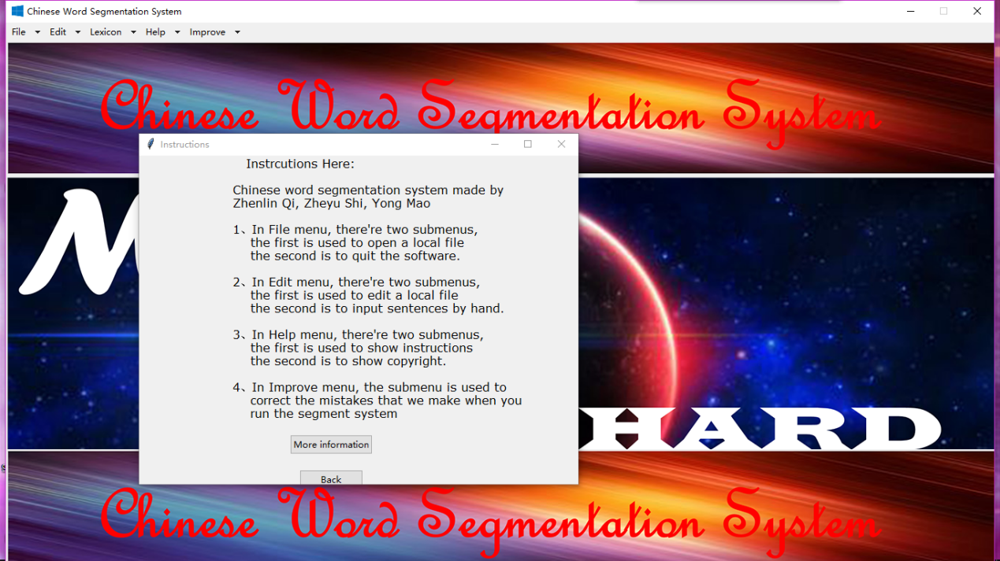 Chinese Word Segmentation System
File Edit Lexicon Help Improve
Chinese Word Segmentation System
Instructions
Instrcutions Here:
Chinese word segmentation system made by
Zhenlin Qi, Zheyu Shi, Yong Mao
1、In File menu, there're two submenus,
the first is used to open a local file
the second is to quit the software.
2、In Edit menu, there're two submenus,
the first is used to edit a local file
the second is to input sentences by hand.
3、In Help menu, there're two submenus,
the first is used to show instructions
the second is to show copyright.
4、In Improve menu, the submenu is used to
correct the mistakes that we make when you
run the segment system
More information
Back
M
HARD
Chinese Word Segmentation System